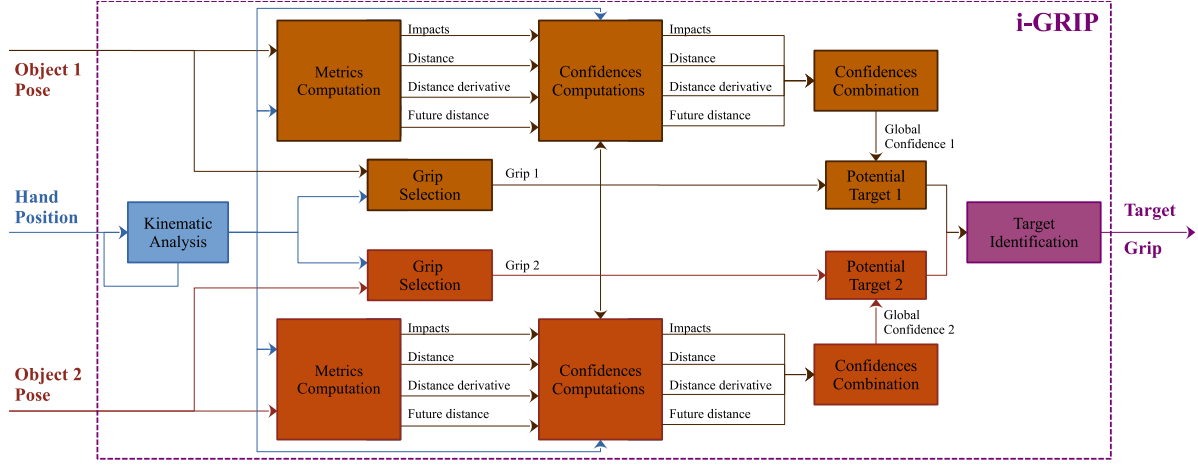 i-GRIP
Object 1
Pose
Metrics
Computation
Impacts
Distance
Distance derivative
Future distance
Confidences
Computations
Impacts
Distance
Distance derivative
Future distance
Confidences
Combination
Global
Confidence 1
Grip
Selection
Grip 1
Potential
Target 1
Hand
Position
Kinematic
Analysis
Target
Identification
Target
Grip
Grip
Selection
Grip 2
Potential
Target 2
Global
Confidence 2
Object 2
Pose
Metrics
Computation
Impacts
Distance
Distance derivative
Future distance
Confidences
Computations
Impacts
Distance
Distance derivative
Future distance
Confidences
Combination